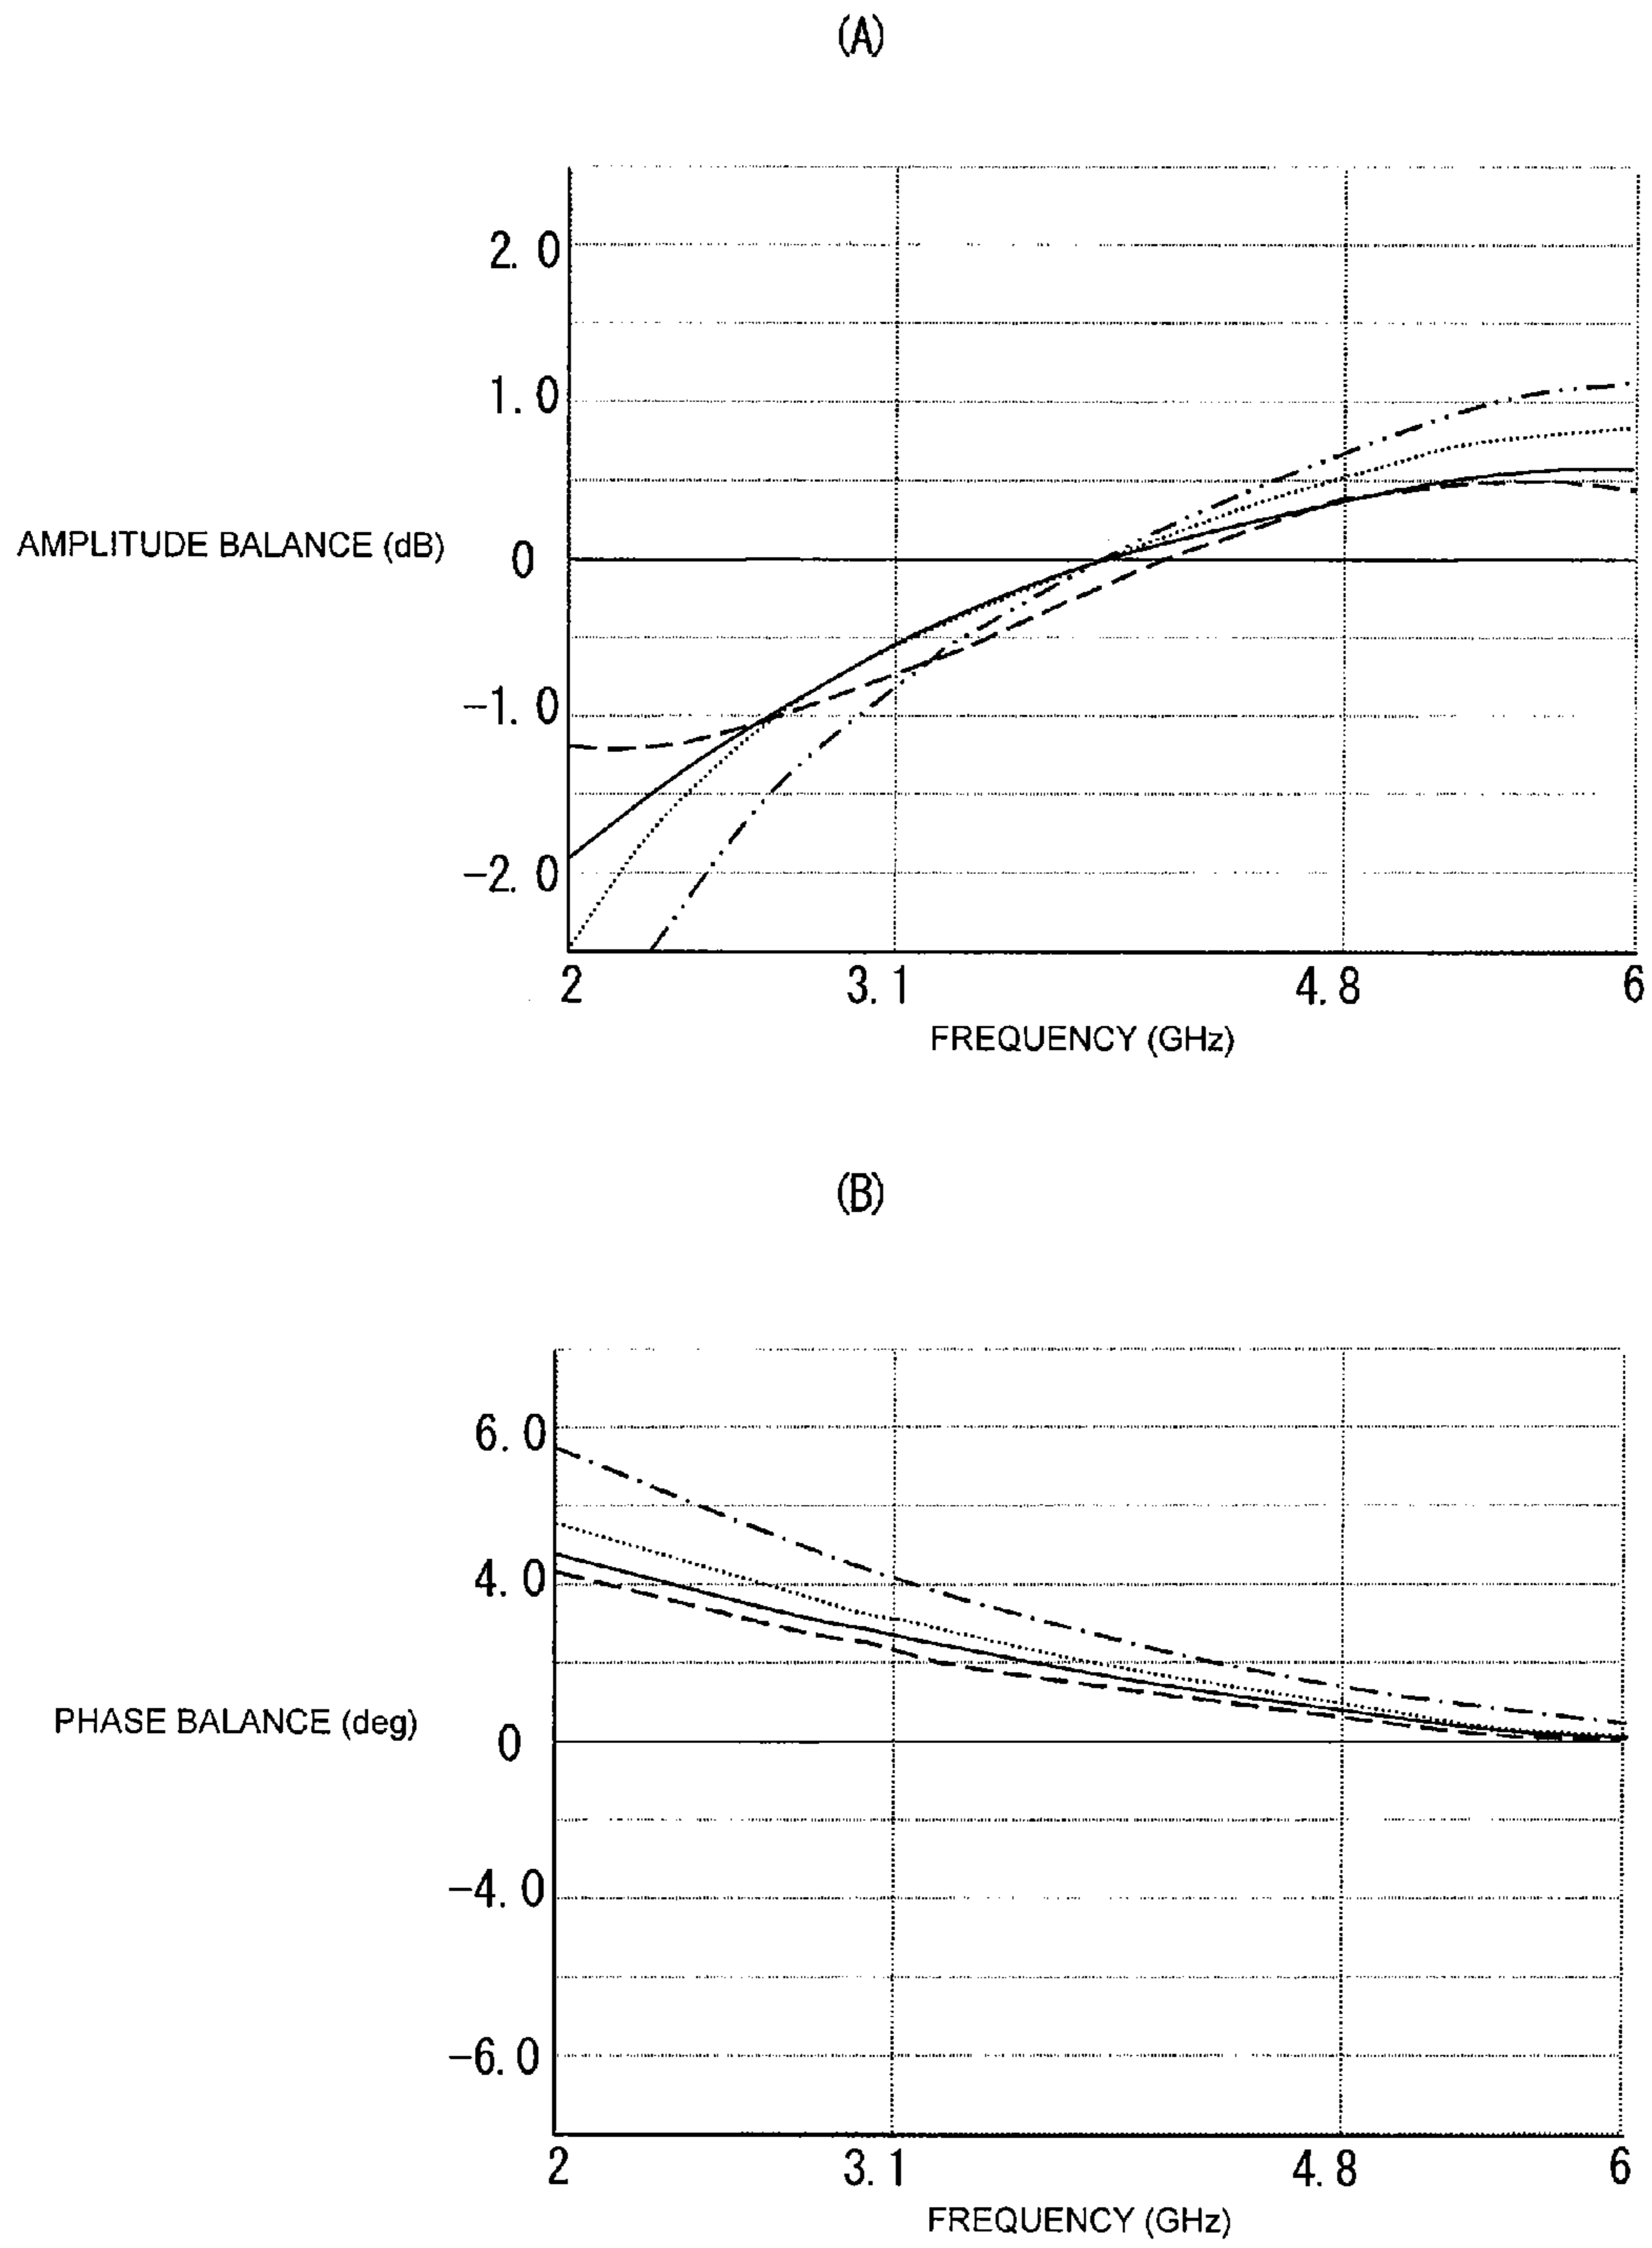 (A)
2.0
1.0
AMPLITUDE BALANCE (dB)
0
-1.0
-2.0
2 3.1 4.8 6
FREQUENCY (GHz)
(B)
6.0
4.0
PHASE BALANCE (deg)
0
-4.0
-6.0
2 3.1 4.8 6
FREQUENCY (GHz)